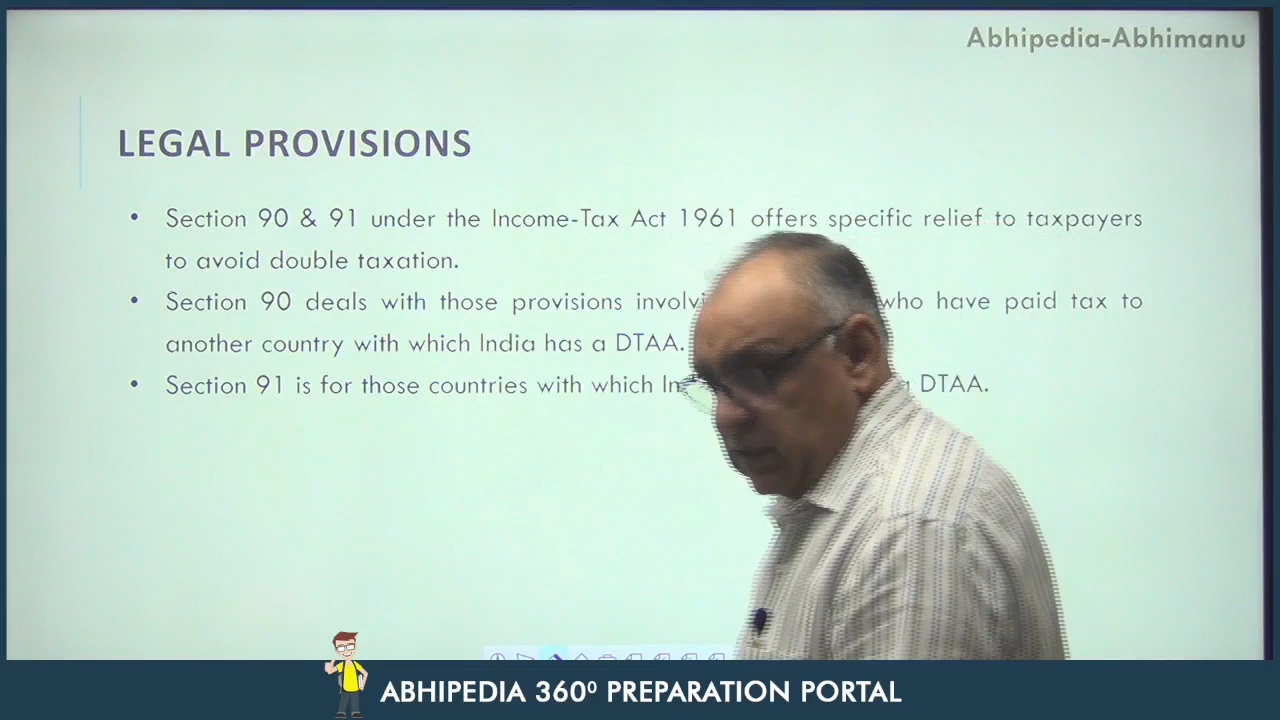 Abhipedia-Abhimanu
LEGAL PROVISIONS
• Section 90 & 91 under the Income-Tax Act 1961 offers specific relief to taxpayers
to avoid double taxation.
• Section 90 deals with those provisions who have paid tax to
another country with which India has a DTAA.
• Section 91 is for those countries with which DTAA.
ABHIPEDIA 360⁰ PREPARATION PORTAL